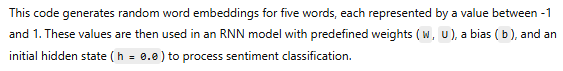 This code generates random word embeddings for five words, each represented by a value between -1
and 1. These values are then used in an RNN model with predefined weights ( W, U ), a bias ( b ), and an
initial hidden state ( h = 0.0 ) to process sentiment classification.